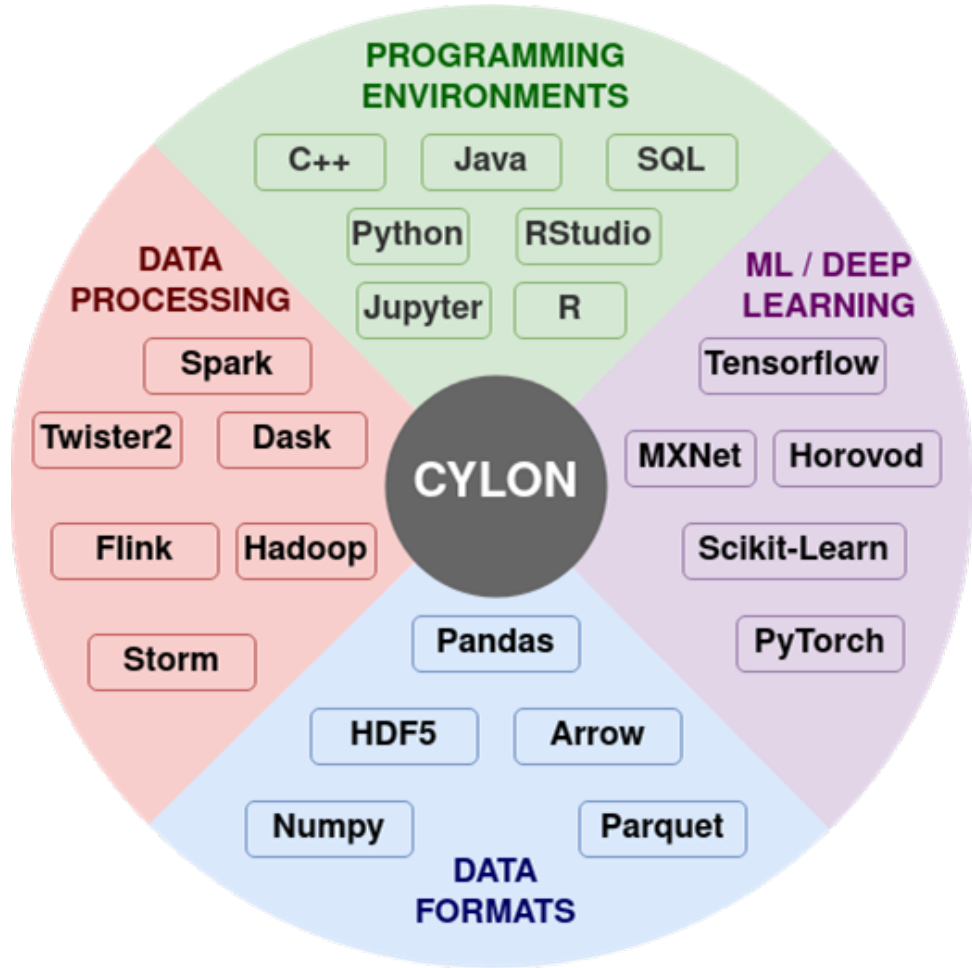 PROGRAMMING
ENVIRONMENTS
C++ Java SQL
Python RStudio
Jupyter R
DATA
PROCESSING
Spark
Twister2 Dask
Flink Hadoop
Storm
CYLON
ML / DEEP
LEARNING
Tensorflow
MXNet Horovod
Scikit-Learn
PyTorch
Pandas
HDF5 Arrow
Numpy Parquet
DATA
FORMATS